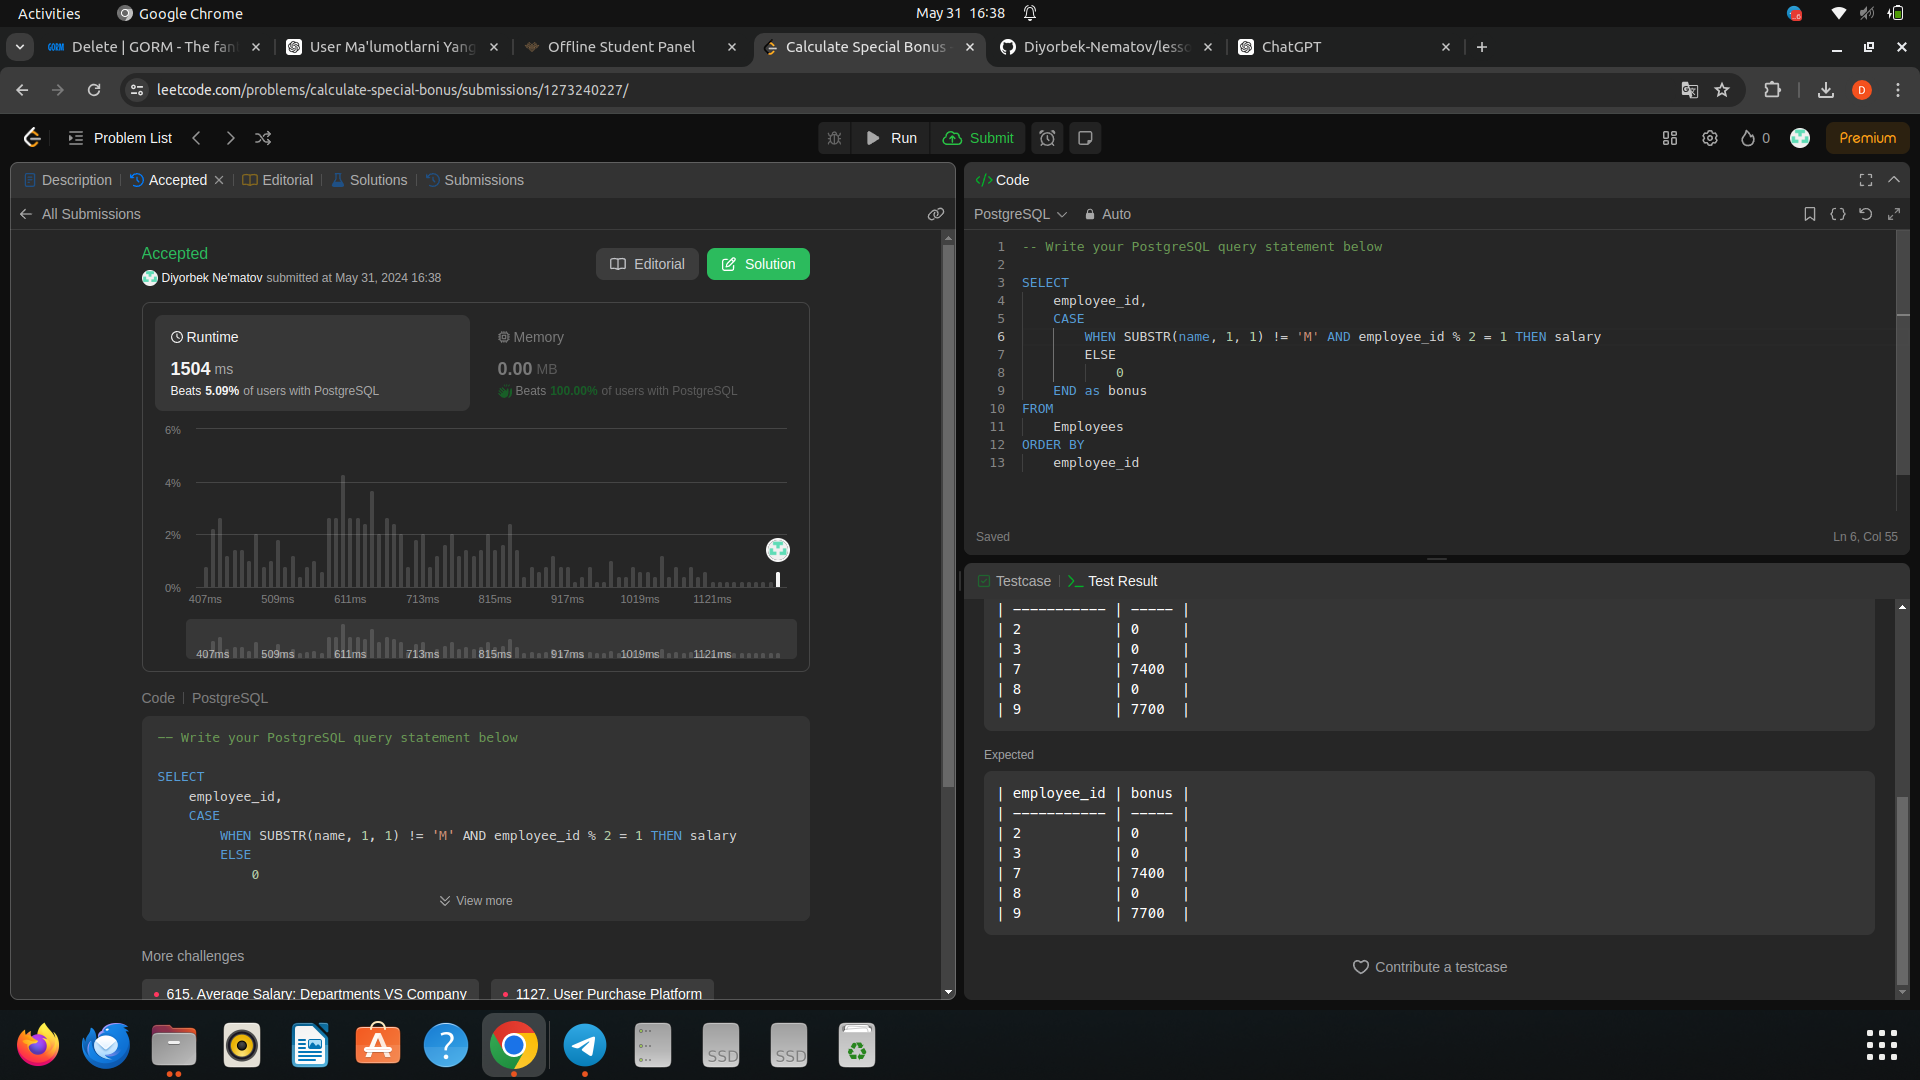 Activities
Google Chrome
May 31 16:38
Delete | GORM - The fan
User Ma'lumotlarni Yang
Offline Student Panel
Calculate Special Bonus
Diyorbek-Nematov/lesso
ChatGPT
leetcode.com/problems/calculate-special-bonus/submissions/1273240227/
D
Problem List
Run
Submit
0
Premium
Description
Accepted
Editorial
Solutions
Submissions
All Submissions
Accepted
Diyorbek Ne'matov submitted at May 31, 2024 16:38
Editorial
Solution
Runtime
1504 ms
Beats 5.09% of users with PostgreSQL
Memory
0.00 MB
Beats 100.00% of users with PostgreSQL
6%
4%
2%
0%
407ms 509ms 611ms 713ms 815ms 917ms 1019ms 1121ms
407ms 509ms 611ms 713ms 815ms 917ms 1019ms 1121ms
Code | PostgreSQL
-- Write your PostgreSQL query statement below
SELECT
employee_id,
CASE
WHEN SUBSTR(name, 1, 1) != 'M' AND employee_id % 2 = 1 THEN salary
ELSE
0
View more
More challenges
615. Average Salary: Departments VS Company
1127. User Purchase Platform
</> Code
PostgreSQL
Auto
1 -- Write your PostgreSQL query statement below
2
3 SELECT
4 employee_id,
5 CASE
6 WHEN SUBSTR(name, 1, 1) != 'M' AND employee_id % 2 = 1 THEN salary
7 ELSE
8 0
9 END as bonus
10 FROM
11 Employees
12 ORDER BY
13 employee_id
Saved
Ln 6, Col 55
Testcase
Test Result
| ----------- | ----- |
| 2 | 0 |
| 3 | 0 |
| 7 | 7400 |
| 8 | 0 |
| 9 | 7700 |
Expected
| employee_id | bonus |
| ----------- | ----- |
| 2 | 0 |
| 3 | 0 |
| 7 | 7400 |
| 8 | 0 |
| 9 | 7700 |
Contribute a testcase
SSD
SSD